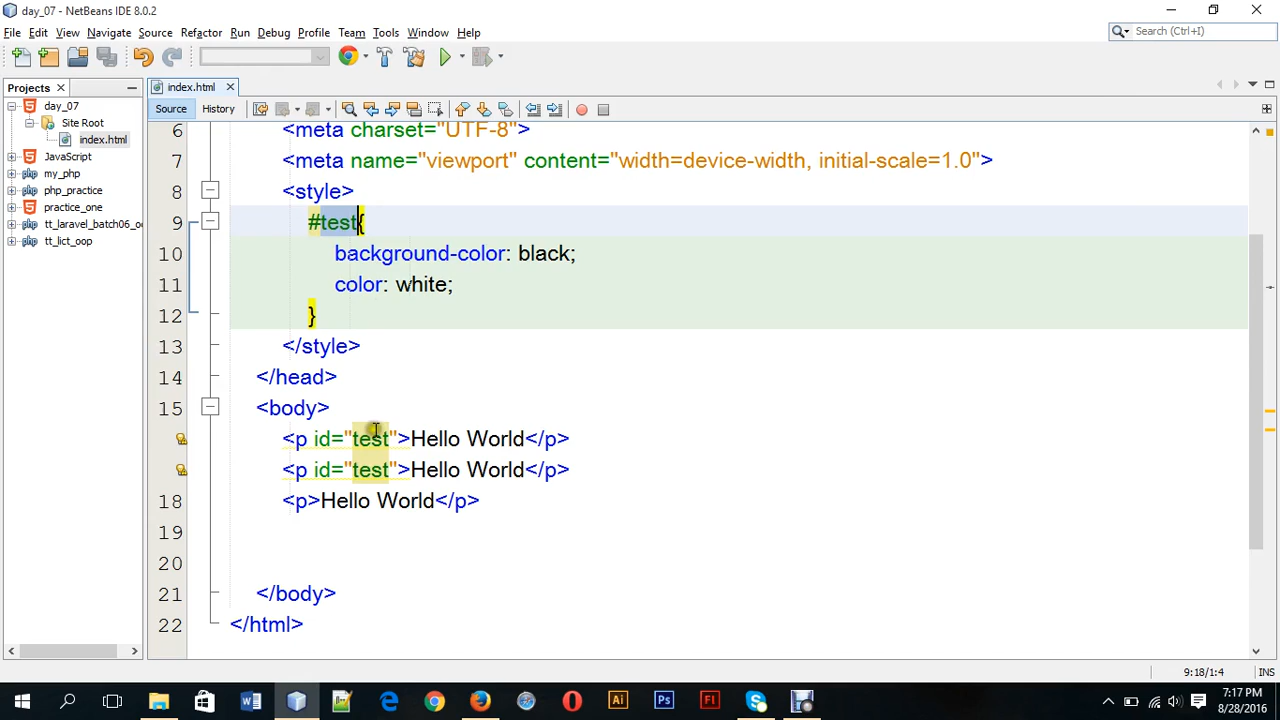 day_07 - NetBeans IDE 8.0.2
File Edit View Navigate Source Refactor Run Debug Profile Team Tools Window Help
Search (Ctrl+I)
Projects
index.html
day_07
Site Root
index.html
JavaScript
my_php
php_practice
practice_one
tt_laravel_batch06_o
tt_lict_oop
Source History
6 <meta charset="UTF-8">
7 <meta name="viewport" content="width=device-width, initial-scale=1.0">
8 <style>
9 #test{
10 background-color: black;
11 color: white;
12 }
13 </style>
14 </head>
15 <body>
<p id="test">Hello World</p>
<p id="test">Hello World</p>
18 <p>Hello World</p>
19
20
21 </body>
22 </html>
9:18/1:4 INS
7:17 PM
8/28/2016